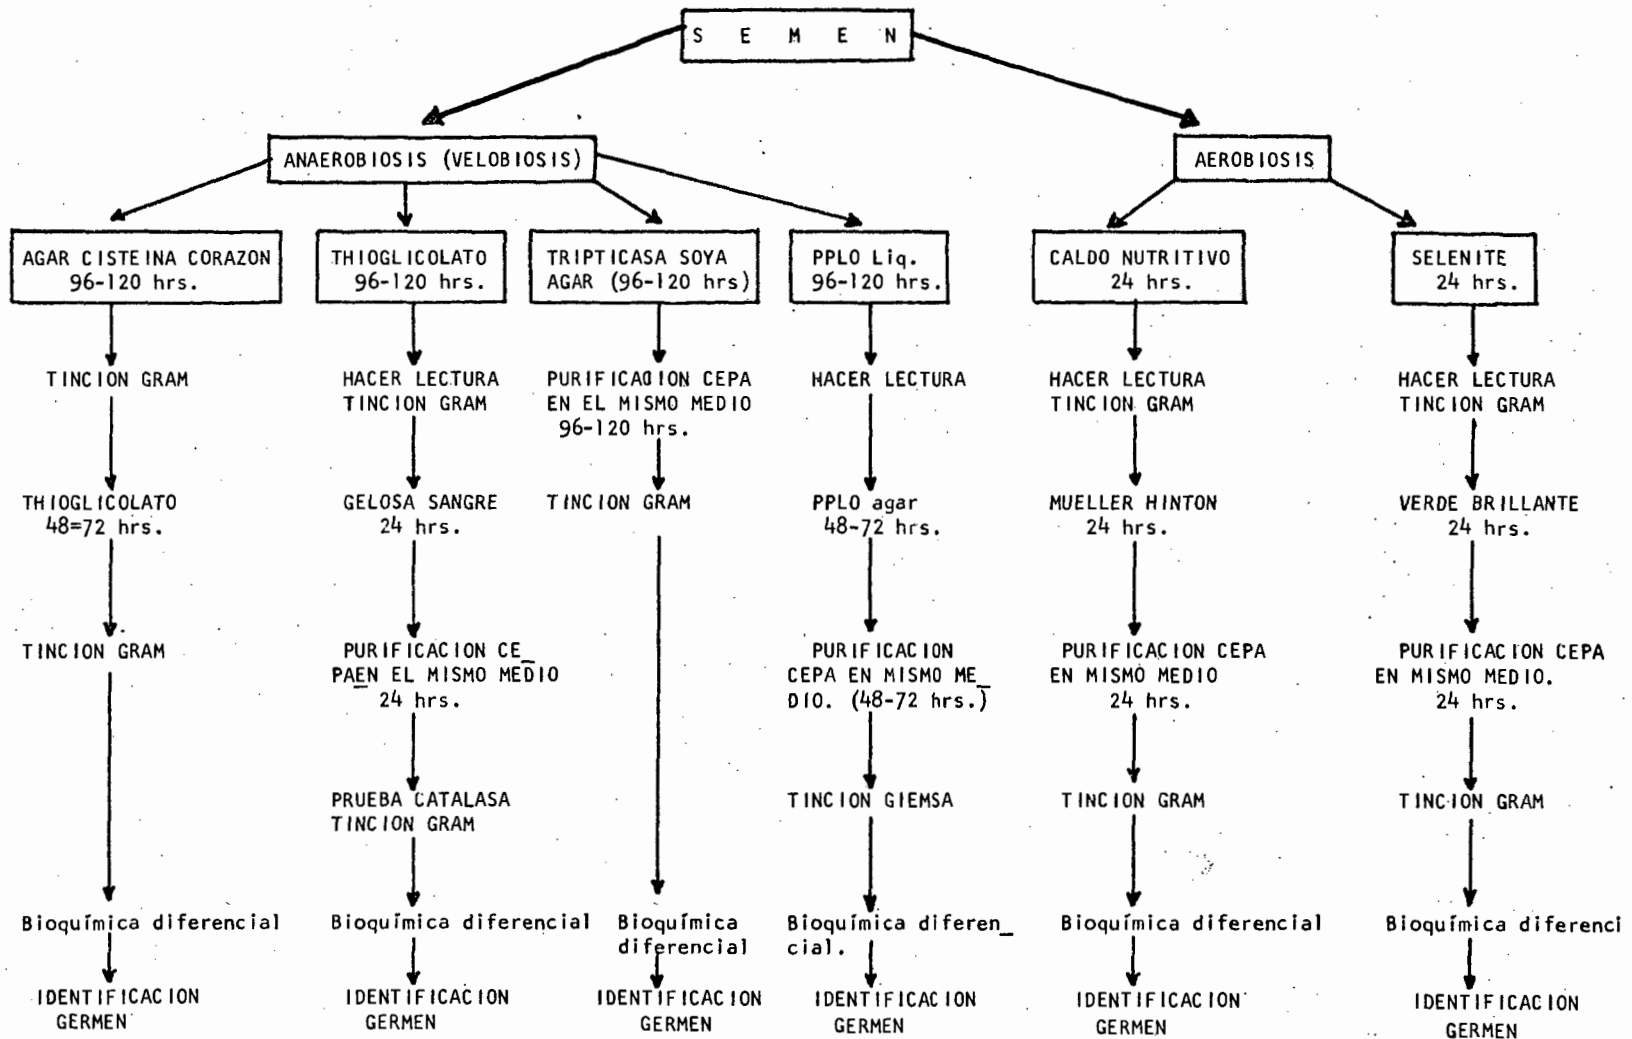 S E M E N
ANAEROBIOSIS (VELOBIOSIS)
AEROBIOSIS
AGAR CISTEINA CORAZON
96-120 hrs.
THIOGLICOLATO
96-120 hrs.
TRIPTICASA SOYA
AGAR (96-120 hrs)
PPLO Liq.
96-120 hrs.
CALDO NUTRITIVO
24 hrs.
SELENITE
24 hrs.
TINCION GRAM
HACER LECTURA
TINCION GRAM
PURIFICACION CEPA
EN EL MISMO MEDIO
96-120 hrs.
HACER LECTURA
HACER LECTURA
TINCION GRAM
HACER LECTURA
TINCION GRAM
THIOGLICOLATO
48=72 hrs.
GELOSA SANGRE
24 hrs.
TINCION GRAM
PPLO agar
48-72 hrs.
MUELLER HINTON
24 hrs.
VERDE BRILLANTE
24 hrs.
TINCION GRAM
PURIFICACION CE_
PAEN EL MISMO MEDIO
24 hrs.
PURIFICACION
CEPA EN MISMO ME_
DIO. (48-72 hrs.)
PURIFICACION CEPA
EN MISMO MEDIO
24 hrs.
PURIFICACION CEPA
EN MISMO MEDIO.
24 hrs.
PRUEBA CATALASA
TINCION GRAM
TINCION GIEMSA
TINCION GRAM
TINCION GRAM
Bioquímica diferencial
Bioquímica diferencial
Bioquímica
diferencial
Bioquímica diferen_
cial.
Bioquímica diferencial
Bioquímica diferenci
IDENTIFICACION
GERMEN
IDENTIFICACION
GERMEN
IDENTIFICACION
GERMEN
IDENTIFICACION
GERMEN
IDENTIFICACION
GERMEN
IDENTIFICACION
GERMEN